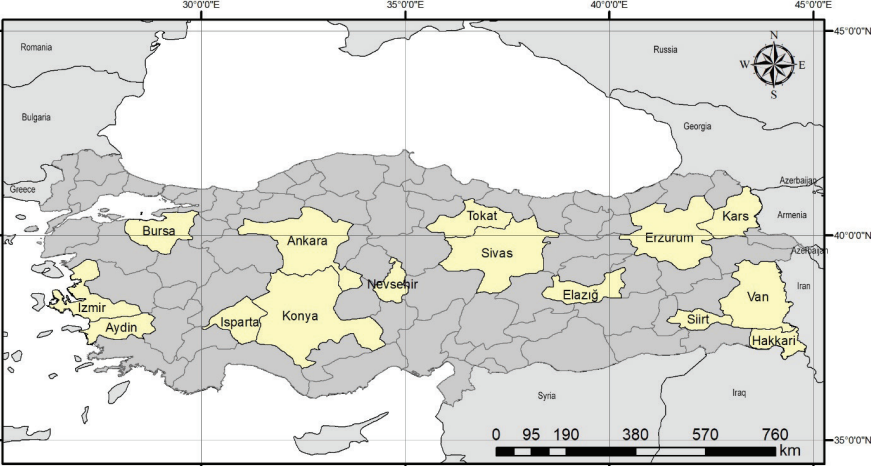 30°0'0"E 35°0'0"E 40°0'0"E 45°0'0"E
Romania
Russia
45°0'0"N
N
W E
S
Bulgaria
Georgia
Azerbaijan
Greece
Armenia
Tokat
Kars
Bursa
40°0'0"N
Ankara
Erzurum
Sivas
Azerbaijan
Nevsehir
Iran
Elazığ
Van
Izmir
Konya
Siirt
Isparta
Aydin
Hakkari
Syria
Iraq
0 95 190 380 570 760
km
35°0'0"N